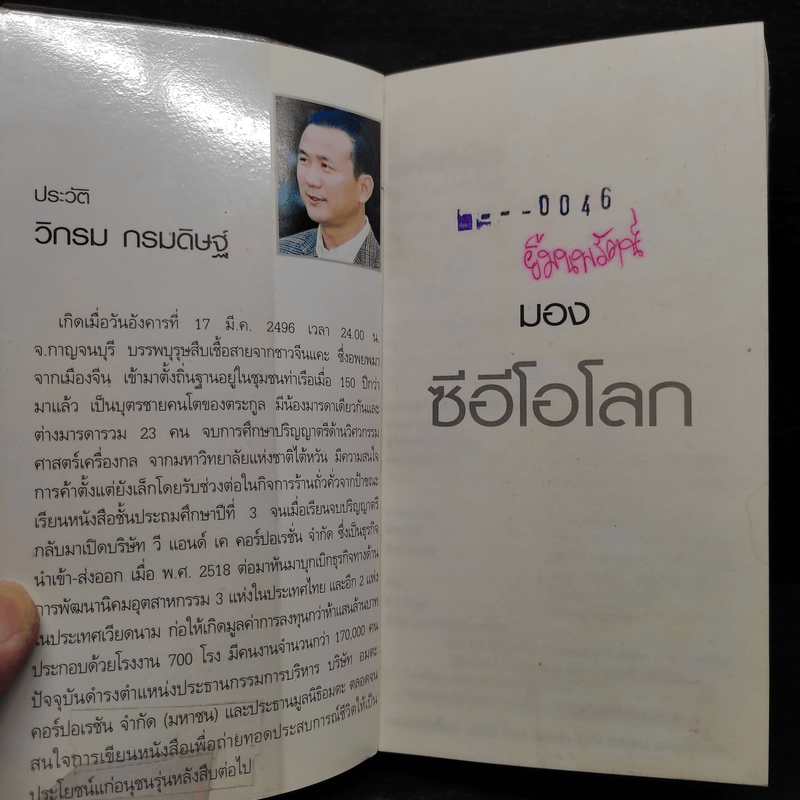 ประวัติ
วิกรม กรมดิษฐ์
เกิดเมื่อวันอังคารที่ 17 มี.ค. 2496 เวลา 24.00 น.
จ.กาญจนบุรี บรรพบุรุษสืบเชื้อสายจากชาวจีนแคะ ซึ่งอพยพมา
จากเมืองจีน เข้ามาตั้งถิ่นฐานอยู่ในชุมชนท่าเรือเมื่อ 150 ปีกว่า
มาแล้ว เป็นบุตรชายคนโตของตระกูล มีน้องมารดาเดียวกันและ
ต่างมารดารวม 23 คน จบการศึกษาปริญญาตรีด้านวิศวกรรม
ศาสตร์เครื่องกล จากมหาวิทยาลัยแห่งชาติไต้หวัน มีความสนใจ
การค้าตั้งแต่ยังเล็กโดยรับช่วงต่อในกิจการร้านถั่วคั่วจากป้าขณะ
เรียนหนังสือชั้นประถมศึกษาปีที่ 3 จนเมื่อเรียนจบปริญญาตรี
กลับมาเปิดบริษัท วี แอนด์ เค คอร์ปอเรชั่น จำกัด ซึ่งเป็นธุรกิจ
นำเข้า-ส่งออก เมื่อ พ.ศ. 2518 ต่อมาหันมาบุกเบิกธุรกิจทางด้าน
การพัฒนานิคมอุตสาหกรรม 3 แห่งในประเทศไทย และอีก 2 แห่ง
ในประเทศเวียดนาม ก่อให้เกิดมูลค่าการลงทุนกว่าห้าแสนล้านบาท
ประกอบด้วยโรงงาน 700 โรง มีคนงานจำนวนกว่า 170,000 คน
ปัจจุบันดำรงตำแหน่งประธานกรรมการบริหาร บริษัท อมตะ
คอร์ปอเรชัน จำกัด (มหาชน) และประธานมูลนิธิอมตะ ตลอดจน
สนใจการเขียนหนังสือเพื่อถ่ายทอดประสบการณ์ชีวิตให้เป็น
ประโยชน์แก่อนุชนรุ่นหลังสืบต่อไป
0046
มอง
ซีอีโอโลก